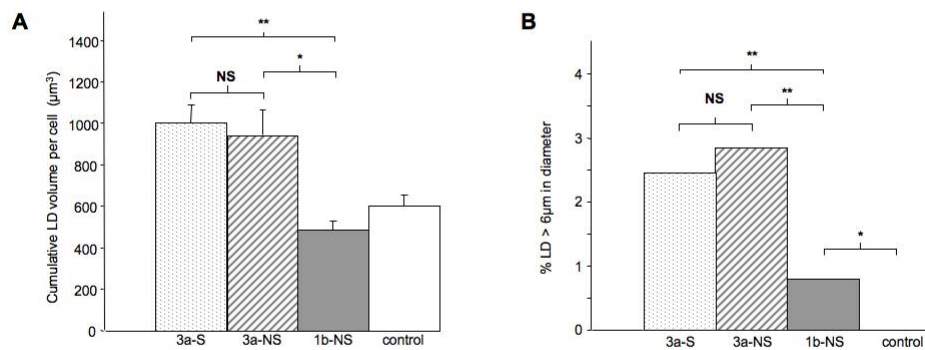 A
Cumulative LD volume per cell (µm³)
1400
1200
1000
800
600
400
200
0
**
*
NS
3a-S 3a-NS 1b-NS control
B
% LD > 6µm in diameter
4
3
2
1
0
**
**
NS
*
3a-S 3a-NS 1b-NS control